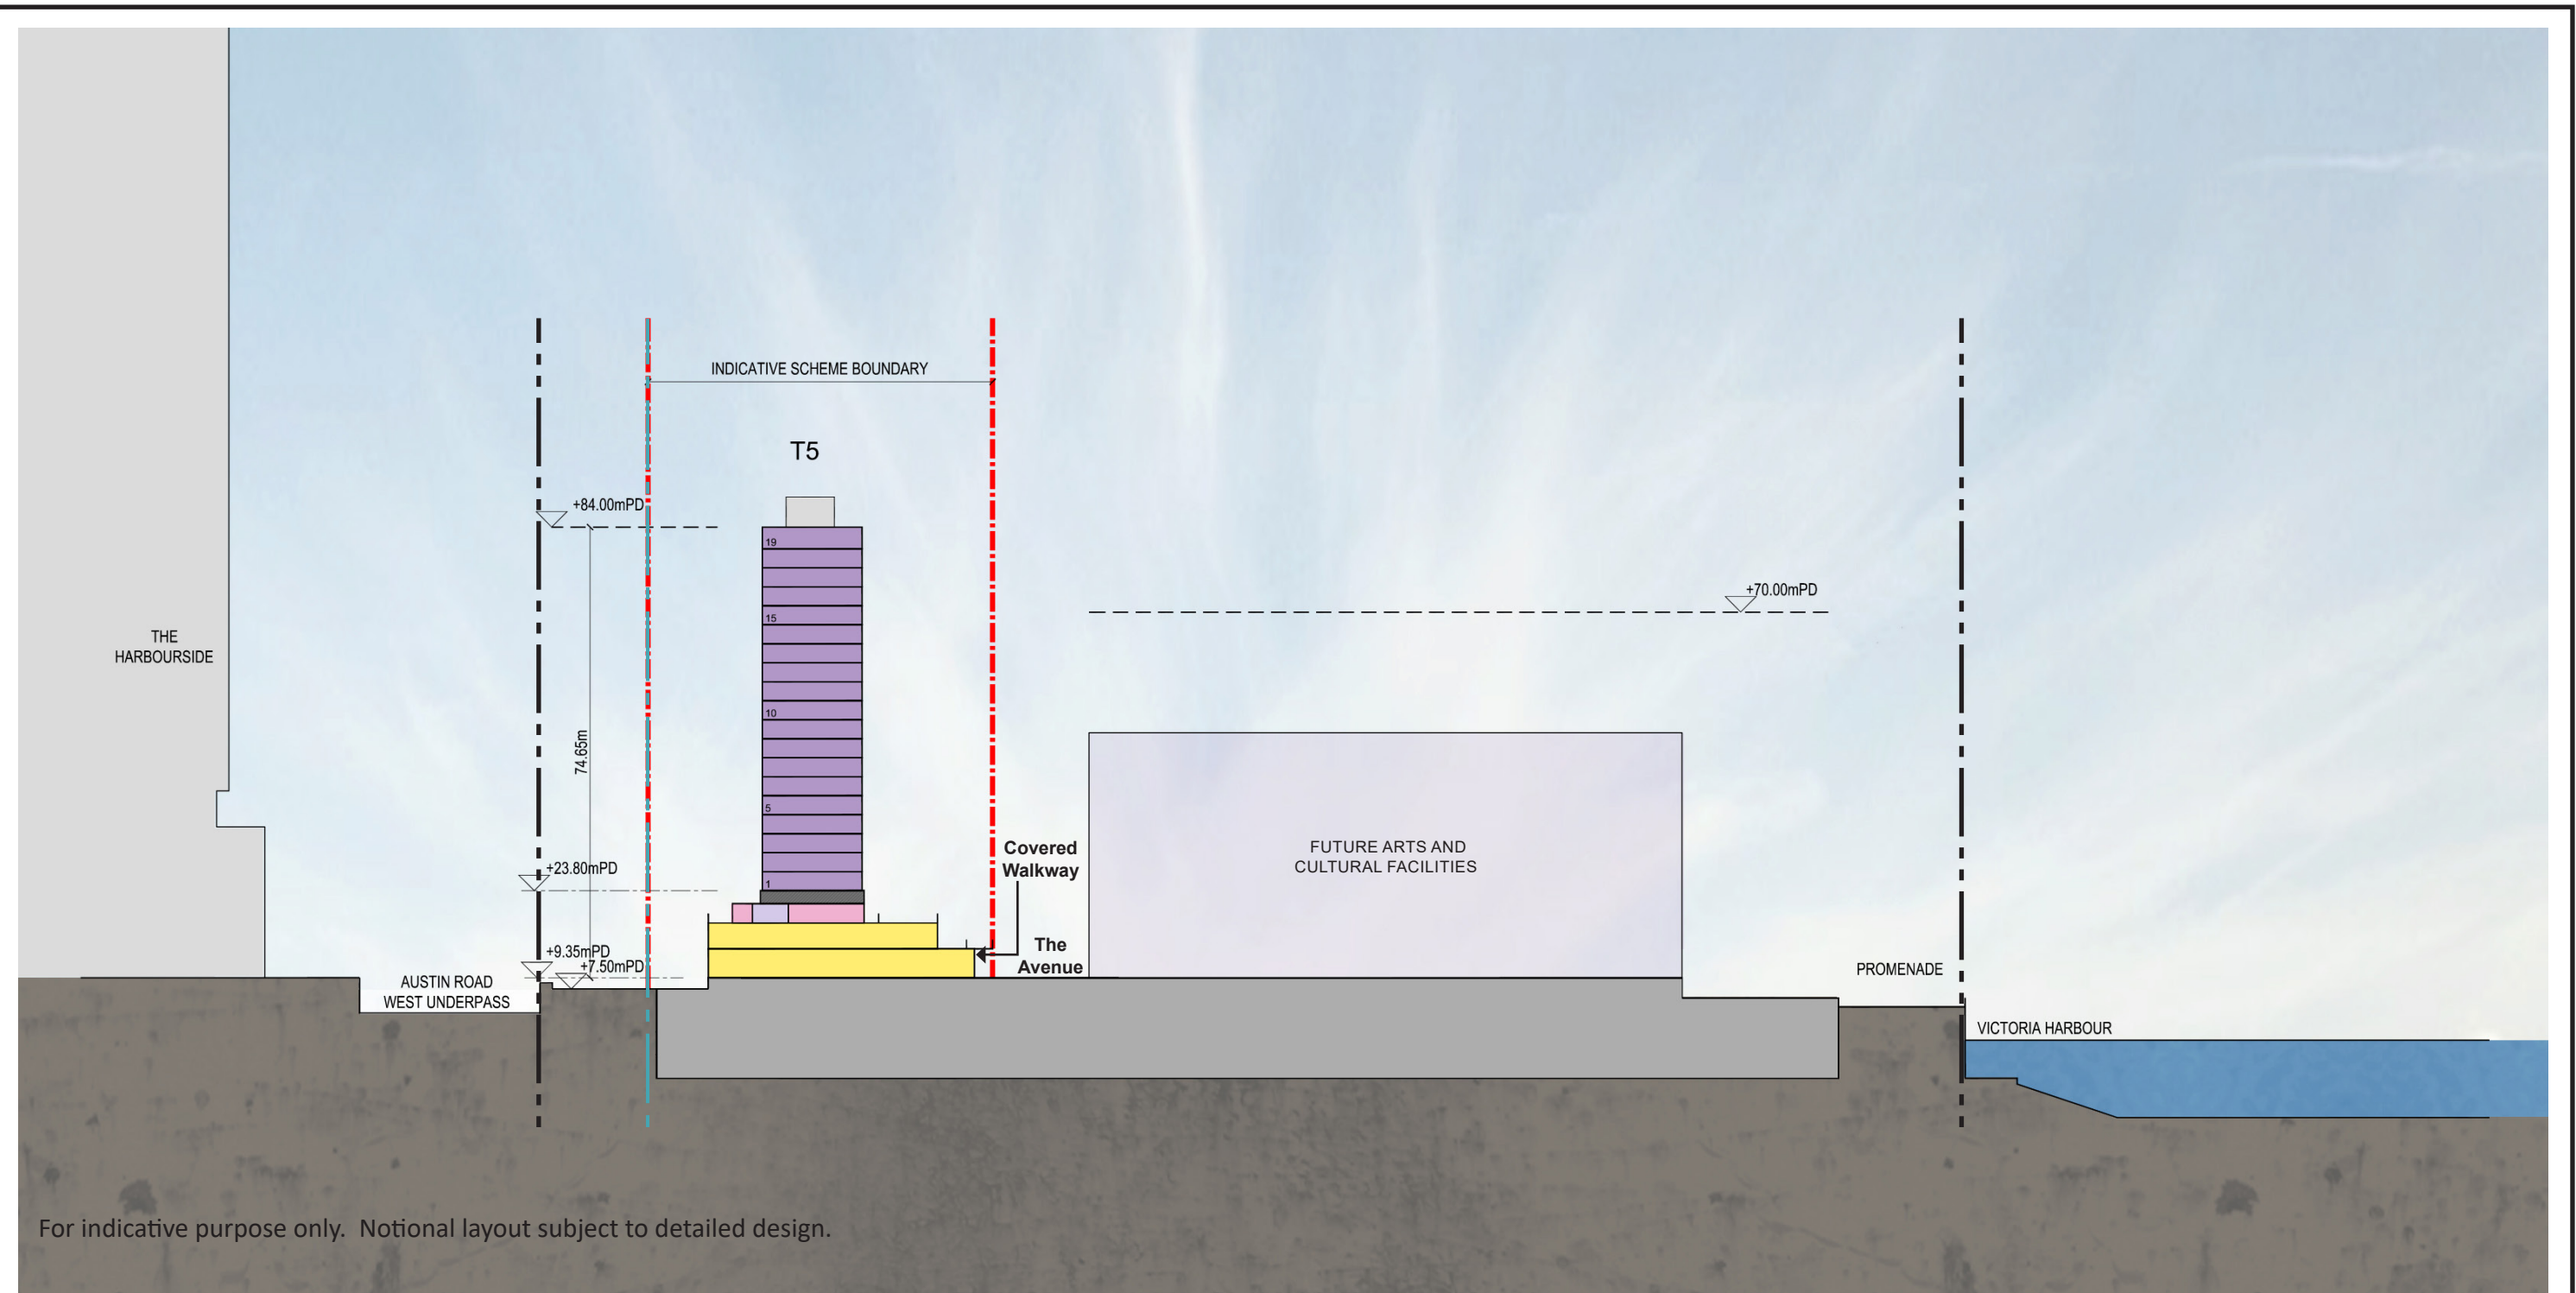 INDICATIVE SCHEME BOUNDARY
T5
+84.00mPD
19
+70.00mPD
15
THE
HARBOURSIDE
10
74.65m
5
Covered
Walkway
FUTURE ARTS AND
CULTURAL FACILITIES
+23.80mPD
1
+9.35mPD
The
Avenue
+7.50mPD
PROMENADE
AUSTIN ROAD
WEST UNDERPASS
VICTORIA HARBOUR
For indicative purpose only. Notional layout subject to detailed design.